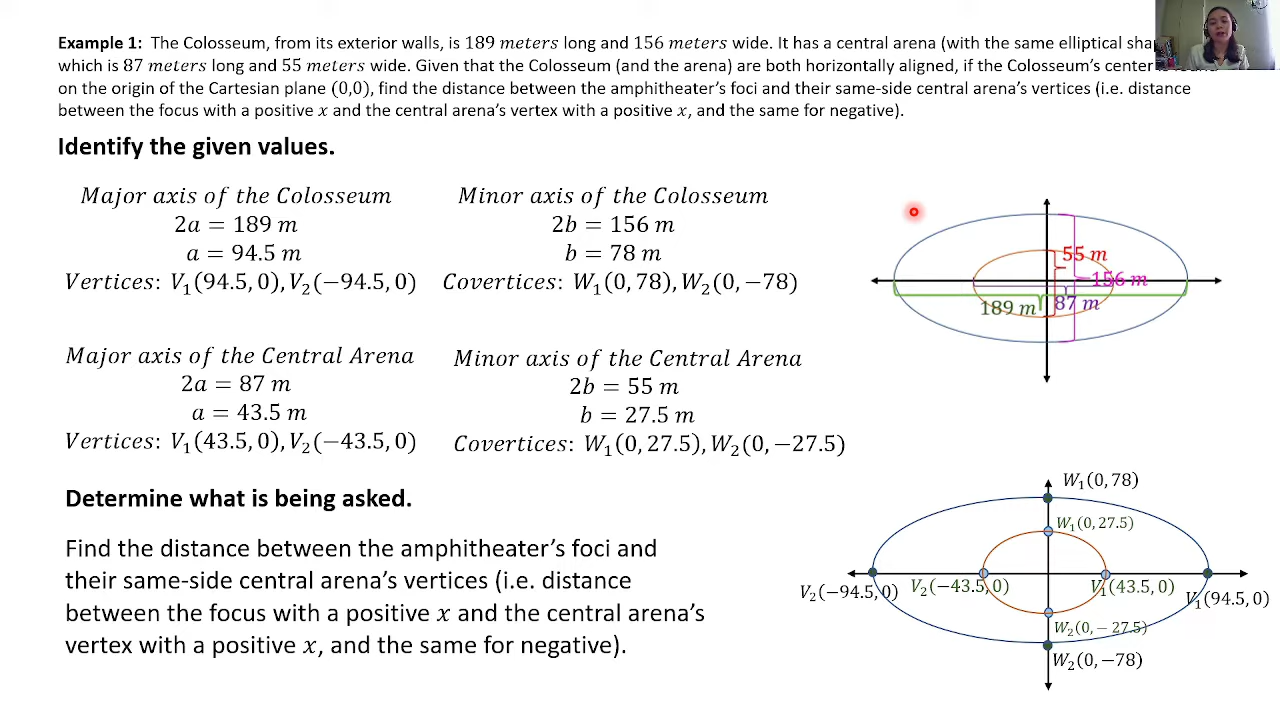 Example 1: The Colosseum, from its exterior walls, is 189 meters long and 156 meters wide. It has a central arena (with the same elliptical
which is 87 meters long and 55 meters wide. Given that the Colosseum (and the arena) are both horizontally aligned, if the Colosseum's center
on the origin of the Cartesian plane (0,0), find the distance between the amphitheater's foci and their same-side central arena's vertices (i.e. distance
between the focus with a positive x and the central arena's vertex with a positive x, and the same for negative).
Identify the given values.
Major axis of the Colosseum
2a = 189 m
a = 94.5 m
Vertices: V₁(94.5, 0), V₂(−94.5, 0)
Minor axis of the Colosseum
2b = 156 m
b = 78 m
Covertices: W₁(0, 78), W₂(0, −78)
Major axis of the Central Arena
2a = 87 m
a = 43.5 m
Vertices: V₁(43.5, 0), V₂(−43.5, 0)
Minor axis of the Central Arena
2b = 55 m
b = 27.5 m
Covertices: W₁(0, 27.5), W₂(0, −27.5)
Determine what is being asked.
Find the distance between the amphitheater's foci and
their same-side central arena's vertices (i.e. distance
between the focus with a positive x and the central arena's
vertex with a positive x, and the same for negative).
55 m
156 m
189 m
87 m
W₁(0, 78)
W₁(0, 27.5)
V₂(−94.5, 0)
V₂(−43.5, 0)
V₁(43.5, 0)
V₁(94.5, 0)
W₂(0, − 27.5)
W₂(0, −78)